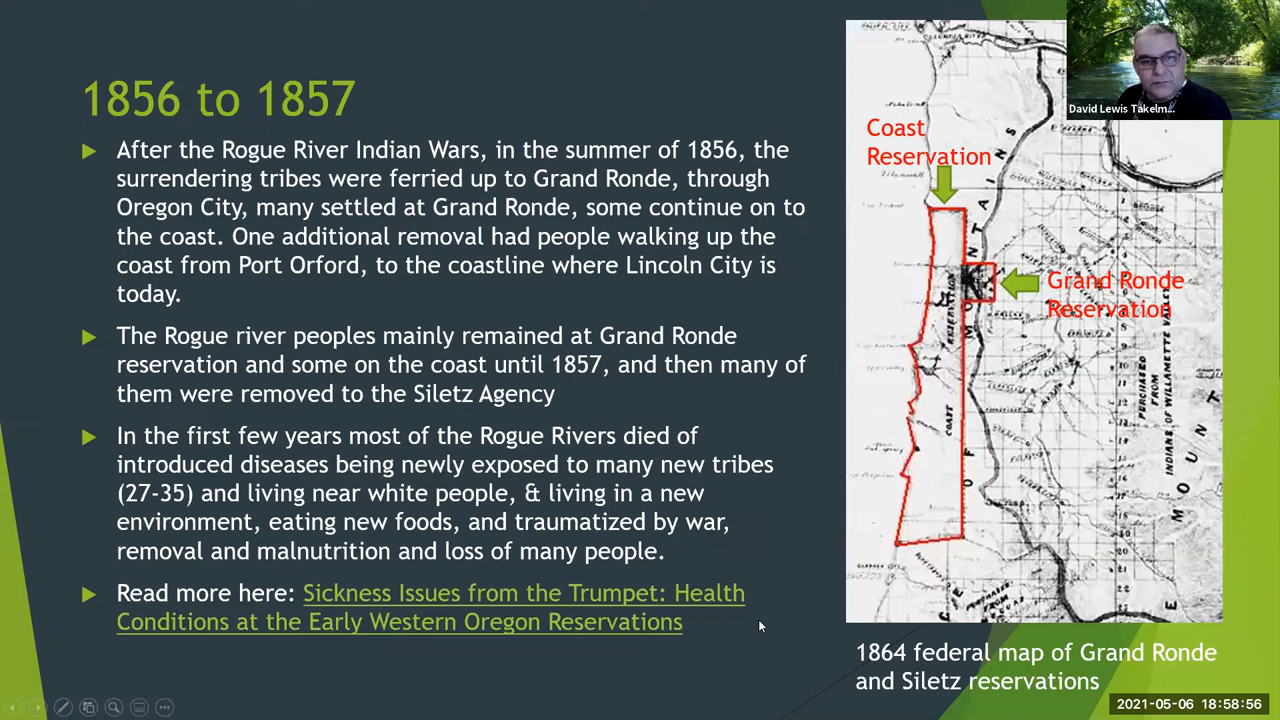 1856 to 1857
After the Rogue River Indian Wars, in the summer of 1856, the
surrendering tribes were ferried up to Grand Ronde, through
Oregon City, many settled at Grand Ronde, some continue on to
the coast. One additional removal had people walking up the
coast from Port Orford, to the coastline where Lincoln City is
today.
The Rogue river peoples mainly remained at Grand Ronde
reservation and some on the coast until 1857, and then many of
them were removed to the Siletz Agency
In the first few years most of the Rogue Rivers died of
introduced diseases being newly exposed to many new tribes
(27-35) and living near white people, & living in a new
environment, eating new foods, and traumatized by war,
removal and malnutrition and loss of many people.
Read more here: Sickness Issues from the Trumpet: Health
Conditions at the Early Western Oregon Reservations
Coast
Reservation
Grand Ronde
Reservation
COAST
RESERVATION
PURCHASED
FROM
INDIANS OF WILLAMETTE VALLEY
MOUNT
1864 federal map of Grand Ronde
and Siletz reservations
David Lewis Takelm...
2021-05-06 18:58:56